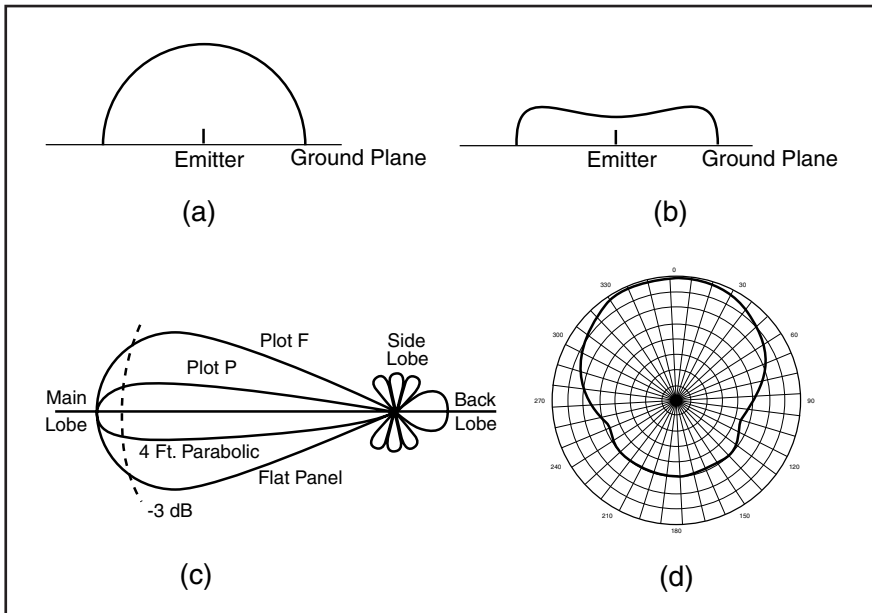 Emitter
Ground Plane
(a)
Emitter
Ground Plane
(b)
Plot F
Plot P
Side
Lobe
Main
Lobe
Back
Lobe
4 Ft. Parabolic
Flat Panel
-3 dB
(c)
0
30
60
90
120
150
180
210
240
270
300
330
(d)